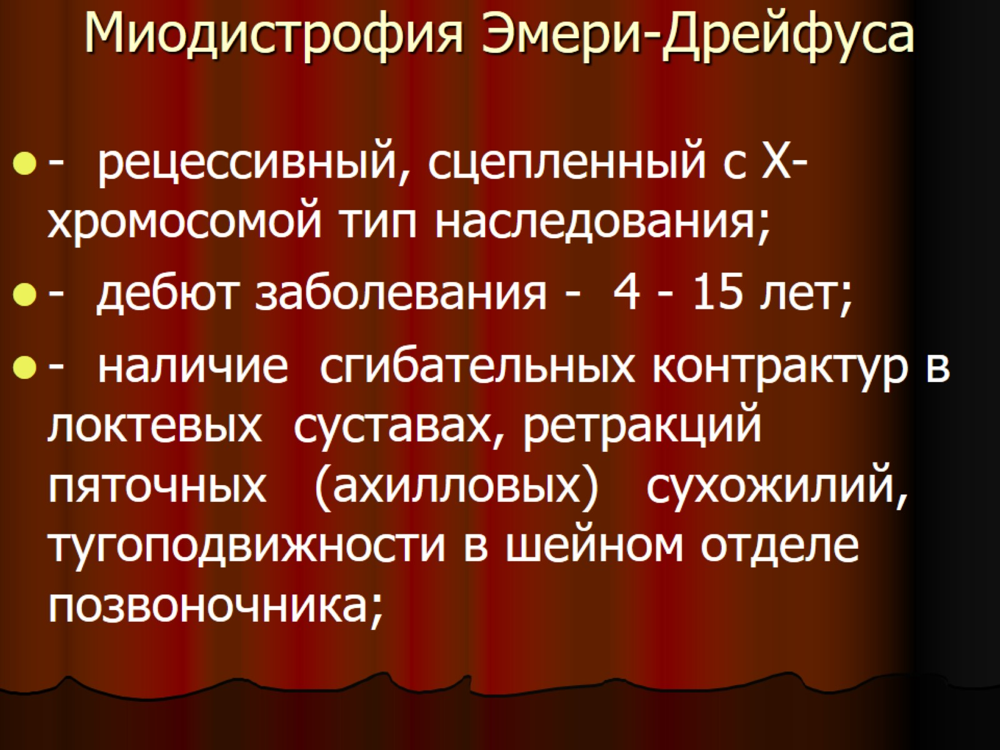 Миодистрофия Эмери-Дрейфуса
- рецессивный, сцепленный с Х-
хромосомой тип наследования;
- дебют заболевания - 4 - 15 лет;
- наличие сгибательных контрактур в
локтевых суставах, ретракций
пяточных (ахилловых) сухожилий,
тугоподвижности в шейном отделе
позвоночника;